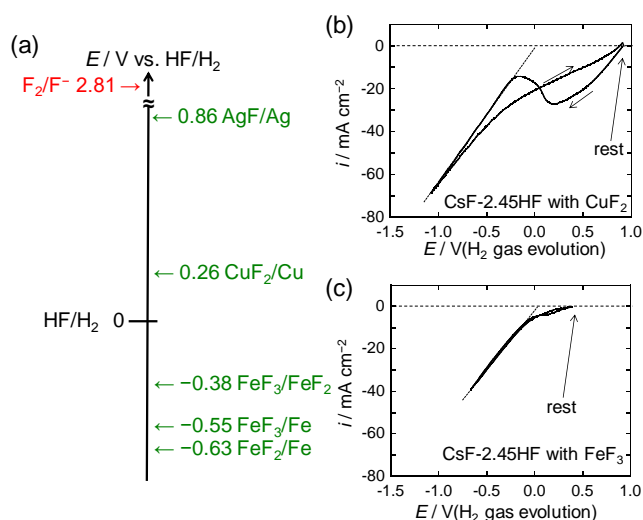 (a)
E / V vs. HF/H₂
F₂/F⁻ 2.81 →
≈
← 0.86 AgF/Ag
← 0.26 CuF₂/Cu
HF/H₂ 0
← −0.38 FeF₃/FeF₂
← −0.55 FeF₃/Fe
← −0.63 FeF₂/Fe
(b)
i / mA cm⁻²
0
-20
-40
-60
-80
rest
CsF-2.45HF with CuF₂
-1.5 -1.0 -0.5 0.0 0.5 1.0
E / V(H₂ gas evolution)
(c)
i / mA cm⁻²
0
-20
-40
-60
-80
rest
CsF-2.45HF with FeF₃
-1.5 -1.0 -0.5 0.0 0.5 1.0
E / V(H₂ gas evolution)